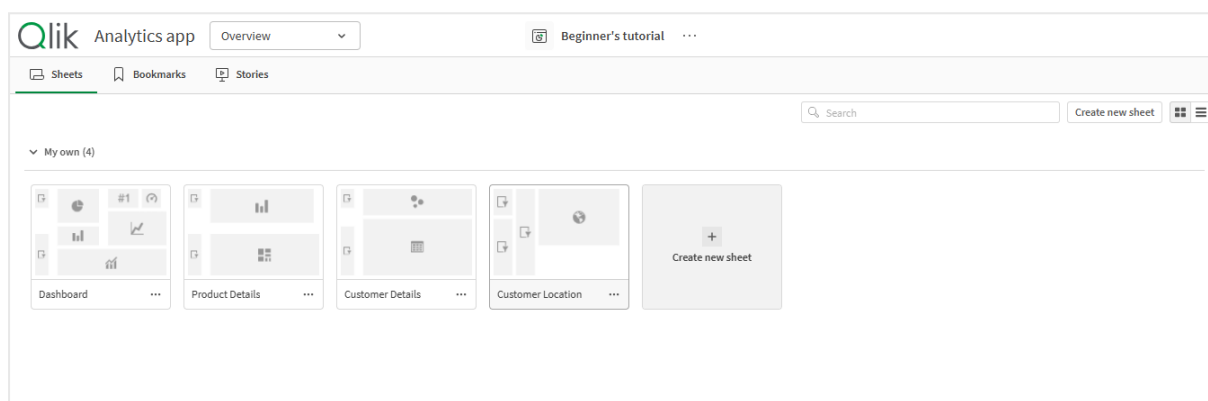 Qlik Analytics app Overview Beginner's tutorial ...
Sheets Bookmarks Stories
Search Create new sheet
My own (4)
#1
Create new sheet
Dashboard ... Product Details ... Customer Details ... Customer Location ...